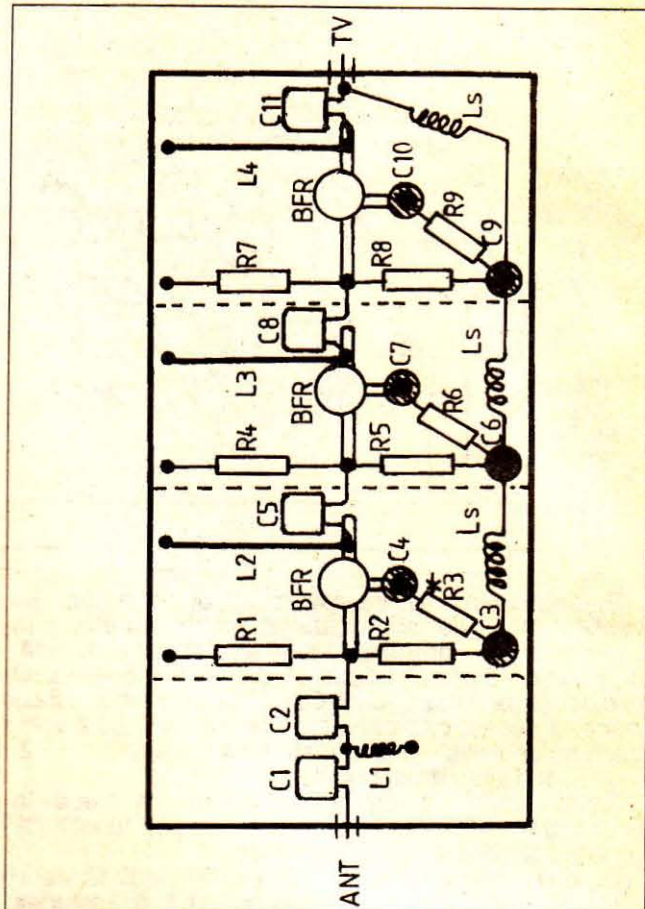 ANT
C1
L1
C2
R1
R2
R3
*
C3
L2
BFR
C4
C5
Ls
R4
R5
R6
C6
L3
BFR
C7
C8
Ls
R7
R8
R9
C9
L4
BFR
C10
C11
Ls
TV